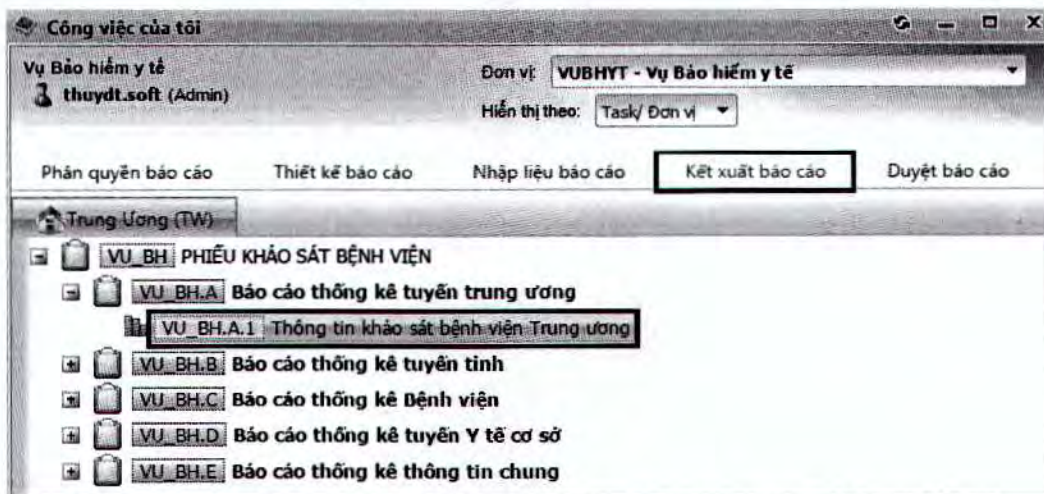 Công việc của tôi
Vụ Bảo hiểm y tế
thuydt.soft (Admin)
Đơn vị: VUBHYT - Vụ Bảo hiểm y tế
Hiển thị theo: Task/ Đơn vị
Phân quyền báo cáo Thiết kế báo cáo Nhập liệu báo cáo Kết xuất báo cáo Duyệt báo cáo
Trung Ương (TW)
VU_BH PHIẾU KHẢO SÁT BỆNH VIỆN
VU_BH.A Báo cáo thống kê tuyến trung ương
VU_BH.A.1 Thông tin khảo sát bệnh viện Trung ương
VU_BH.B Báo cáo thống kê tuyến tỉnh
VU_BH.C Báo cáo thống kê Bệnh viện
VU_BH.D Báo cáo thống kê tuyến Y tế cơ sở
VU_BH.E Báo cáo thống kê thông tin chung